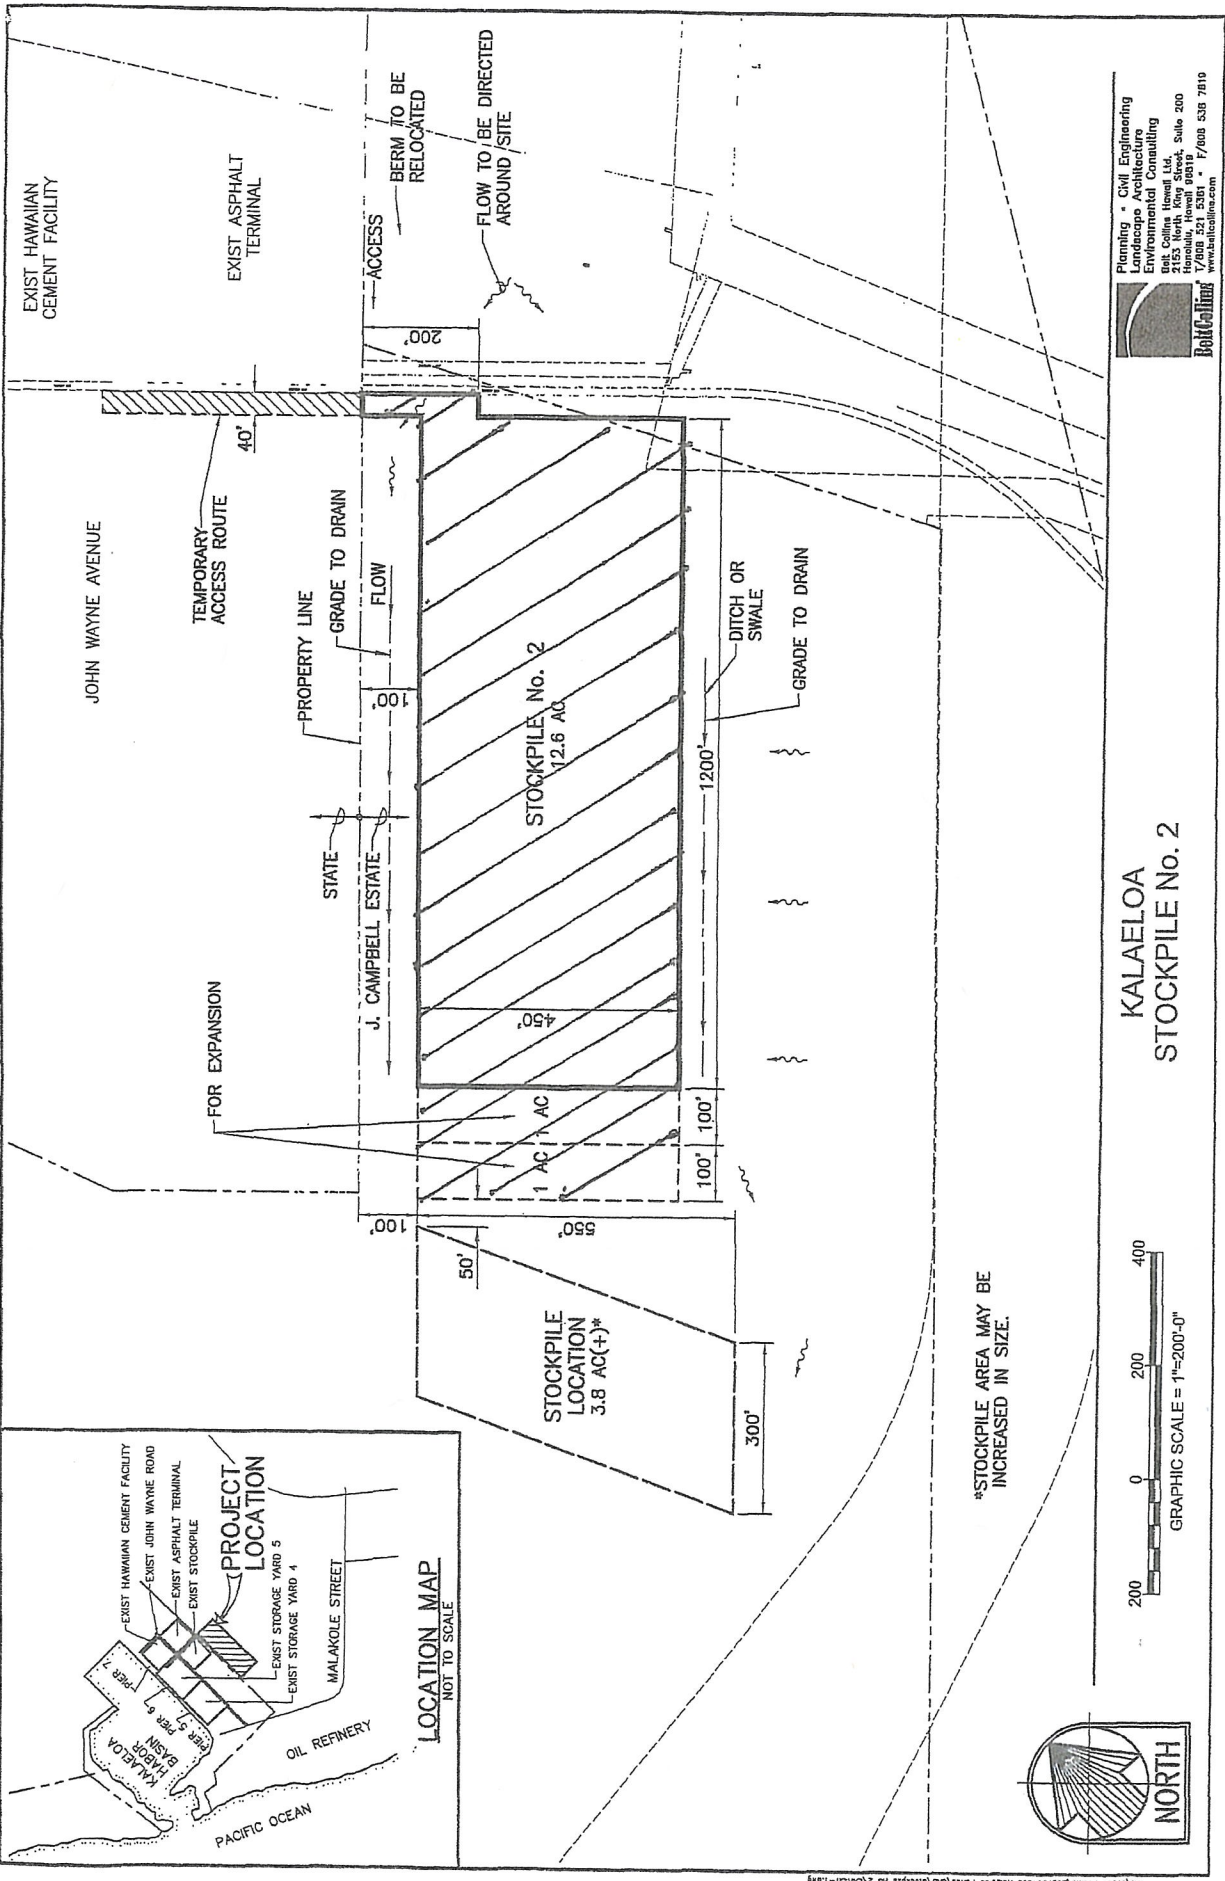 EXIST HAWAIIAN
CEMENT FACILITY
EXIST ASPHALT
TERMINAL
BERM TO BE
RELOCATED
FLOW TO BE DIRECTED
AROUND SITE
ACCESS
200'
40'
JOHN WAYNE AVENUE
TEMPORARY
ACCESS ROUTE
PROPERTY LINE
GRADE TO DRAIN
FLOW
100'
STATE
J. CAMPBELL ESTATE
FOR EXPANSION
STOCKPILE No. 2
12.6 AC
450'
DITCH OR
SWALE
GRADE TO DRAIN
1200'
1 AC
1 AC
100'
100'
100'
550'
50'
STOCKPILE
LOCATION
3.8 AC(+)*
300'
*STOCKPILE AREA MAY BE
INCREASED IN SIZE.
EXIST HAWAIIAN CEMENT FACILITY
EXIST JOHN WAYNE ROAD
EXIST ASPHALT TERMINAL
EXIST STOCKPILE
PROJECT
LOCATION
EXIST STORAGE YARD 5
EXIST STORAGE YARD 4
MALAKOLE STREET
PIER 7
PIER 6
PIER 5
KALAELOA
HABOR
BASIN
OIL REFINERY
PACIFIC OCEAN
LOCATION MAP
NOT TO SCALE
NORTH
200 0 200 400
GRAPHIC SCALE = 1"=200'-0"
KALAELOA
STOCKPILE No. 2
BeltCollins
Planning • Civil Engineering
Landscape Architecture
Environmental Consulting
Belt Collins Hawaii Ltd.
2153 North King Street, Suite 200
Honolulu, Hawaii 96819
T/808 521 5361 • F/808 538 7819
www.beltcollins.com